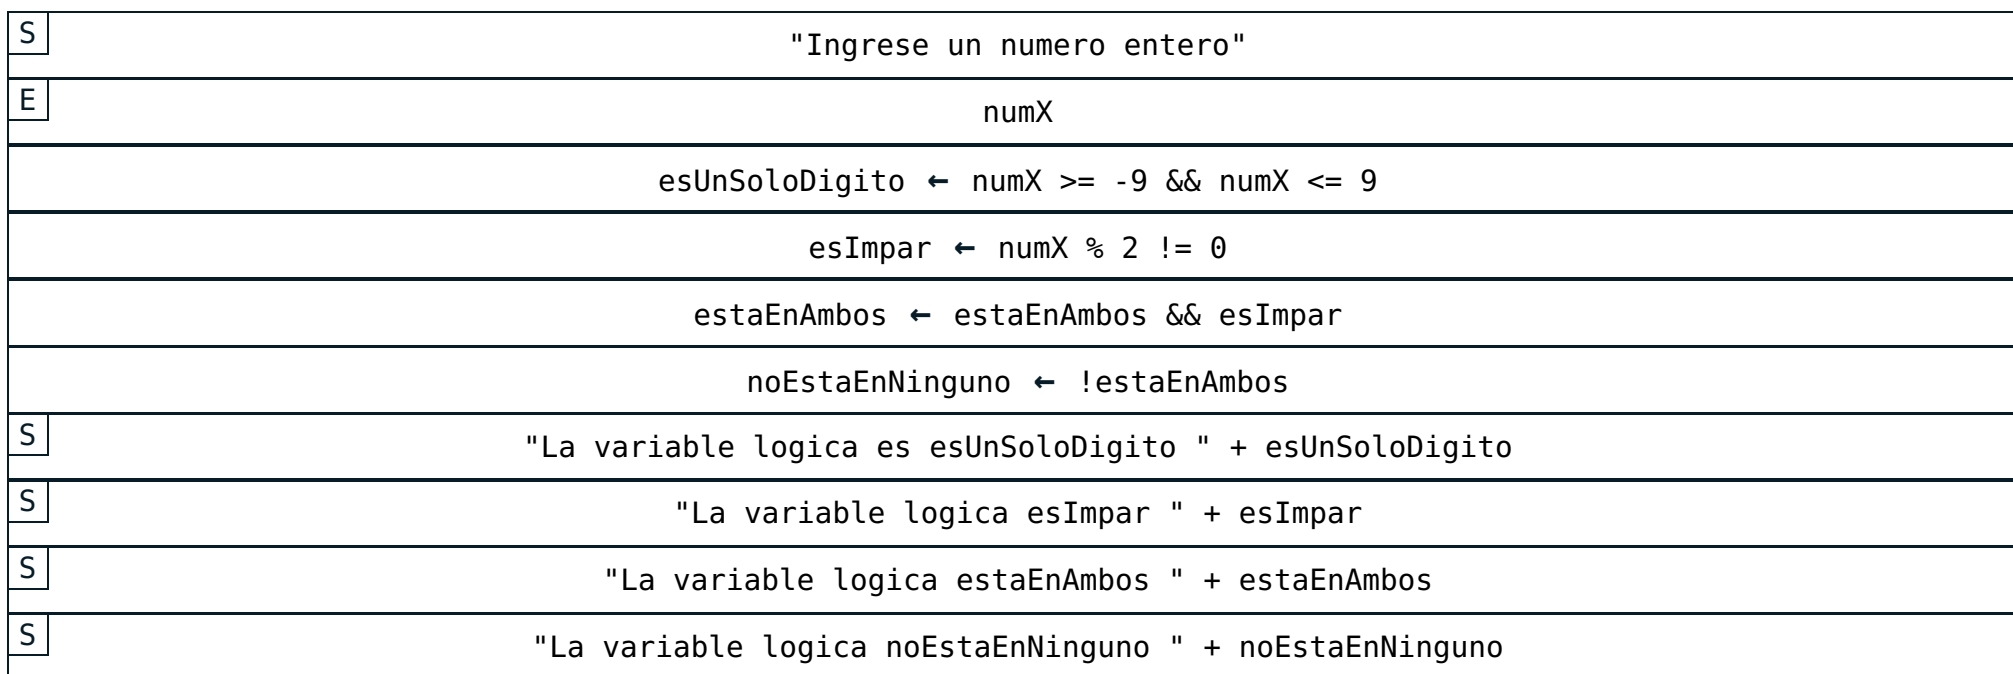 S
"Ingrese un numero entero"
E
numX
esUnSoloDigito ← numX >= -9 && numX <= 9
esImpar ← numX % 2 != 0
estaEnAmbos ← estaEnAmbos && esImpar
noEstaEnNinguno ← !estaEnAmbos
S
"La variable logica es esUnSoloDigito " + esUnSoloDigito
S
"La variable logica esImpar " + esImpar
S
"La variable logica estaEnAmbos " + estaEnAmbos
S
"La variable logica noEstaEnNinguno " + noEstaEnNinguno